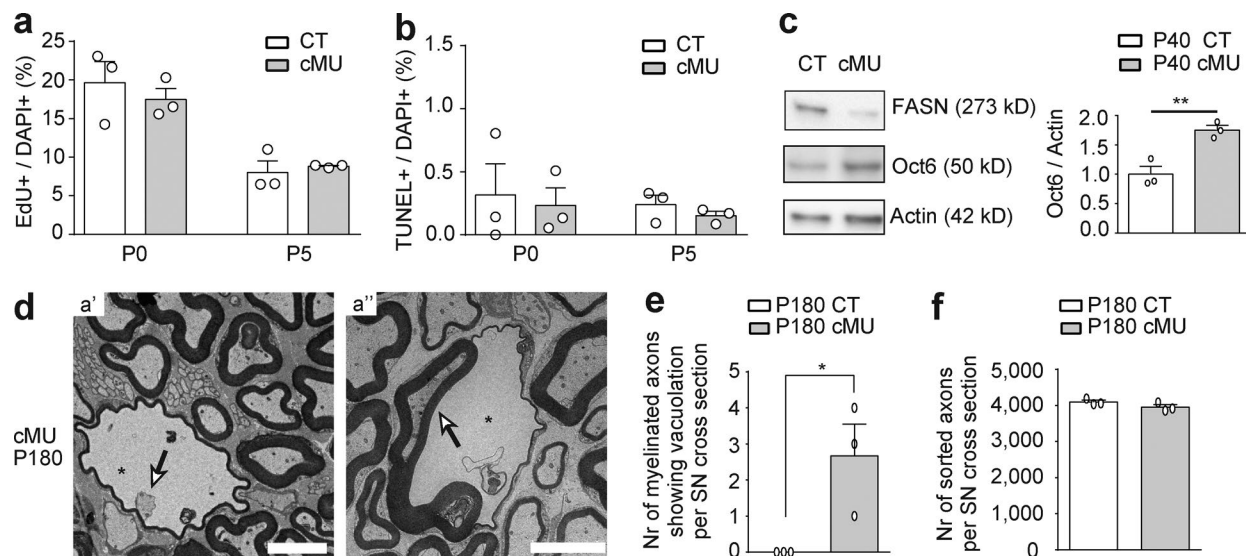 a
EdU+ / DAPI+ (%)
25
20
15
10
5
0
CT
cMU
P0
P5
b
TUNEL+ / DAPI+ (%)
1.5
1.0
0.5
0.0
CT
cMU
P0
P5
c
CT cMU
FASN (273 kD)
Oct6 (50 kD)
Actin (42 kD)
P40 CT
P40 cMU
**
Oct6 / Actin
2.0
1.5
1.0
0.5
0.0
d
cMU
P180
a'
*
a''
*
e
P180 CT
P180 cMU
Nr of myelinated axons
showing vacuolation
per SN cross section
5
4
3
2
1
0
*
f
P180 CT
P180 cMU
Nr of sorted axons
per SN cross section
5,000
4,000
3,000
2,000
1,000
0